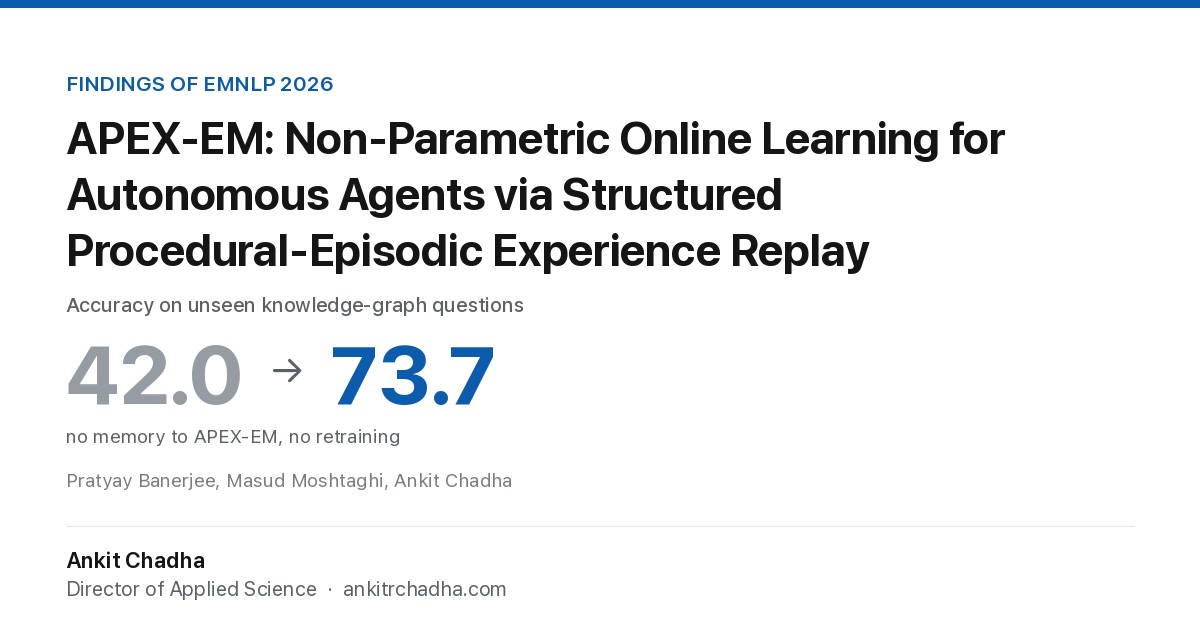 FINDINGS OF EMNLP 2026
APEX-EM: Non-Parametric Online Learning for
Autonomous Agents via Structured
Procedural-Episodic Experience Replay
Accuracy on unseen knowledge-graph questions
42.0 → 73.7
no memory to APEX-EM, no retraining
Pratyay Banerjee, Masud Moshtaghi, Ankit Chadha
Ankit Chadha
Director of Applied Science · ankitrchadha.com